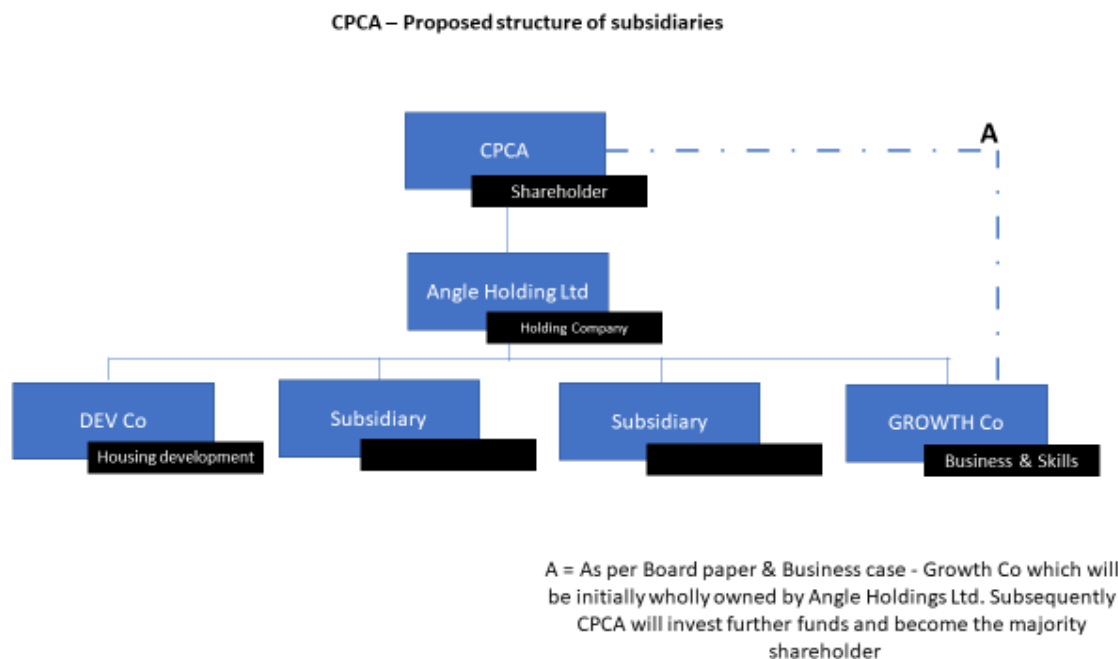 CPCA – Proposed structure of subsidiaries
A
CPCA
Shareholder
Angle Holding Ltd
Holding Company
DEV Co
Housing development
Subsidiary
Subsidiary
GROWTH Co
Business & Skills
A = As per Board paper & Business case - Growth Co which will
be initially wholly owned by Angle Holdings Ltd. Subsequently
CPCA will invest further funds and become the majority
shareholder